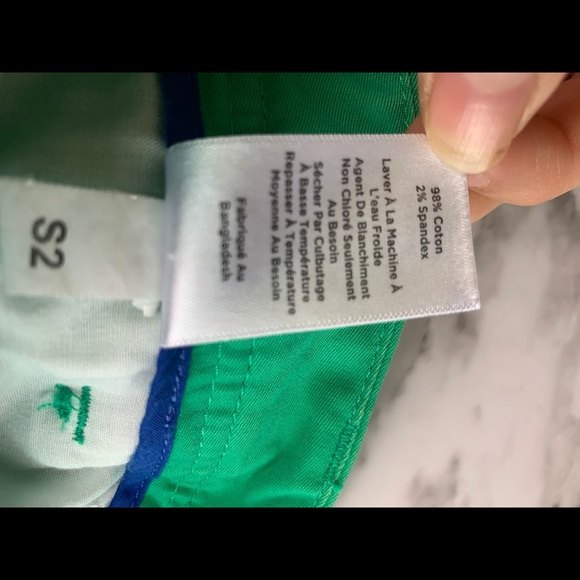 98% Coton
2% Spandex
Laver À La Machine À
L'eau Froide
Agent De Blanchiment
Non Chloré Seulement
Au Besoin
Sécher Par Culbutage
À Basse Température
Repasser À Température
Moyenne Au Besoin
Fabriqué Au
Bangladesh
S2